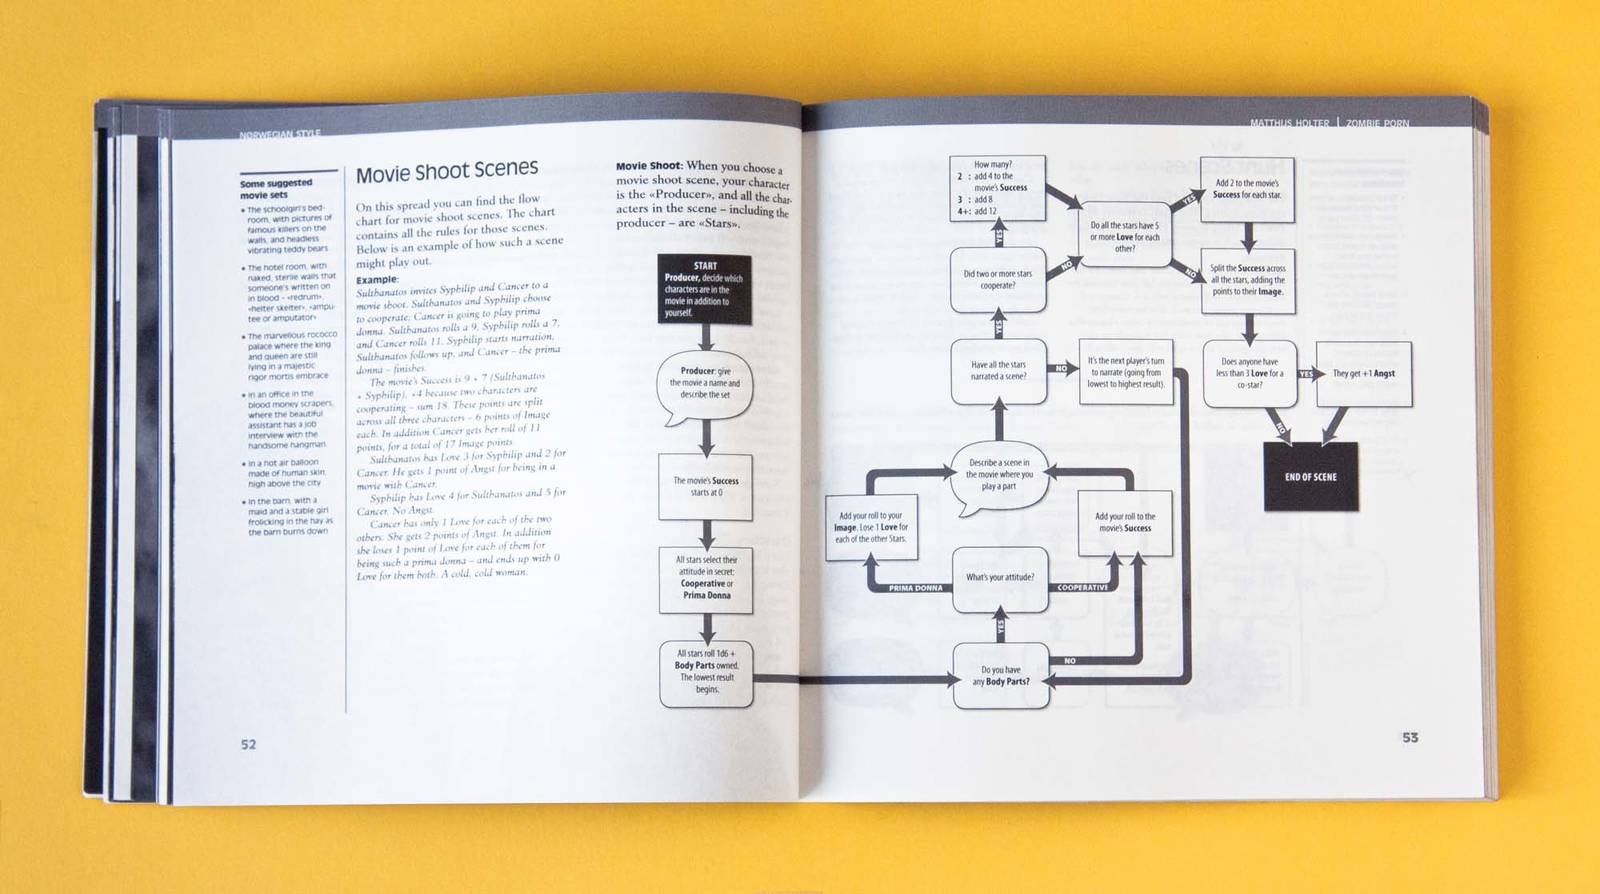 NØRWEGIAN STYLE
Some suggested
movie sets
• The schoolgirl's bed-
room, with pictures of
famous killers on the
walls, and headless
vibrating teddy bears
• The hotel room, with
naked, sterile walls that
someone's written on
in blood – «redrum»,
«helter skelter», «ampu-
tee or amputator»
• The marvellous rococco
palace where the king
and queen are still
lying in a majestic
rigor mortis embrace
• In an office in the
blood money scrapers,
where the beautiful
assistant has a job
interview with the
handsome hangman.
• In a hot air balloon
made of human skin,
high above the city
• In the barn, with a
maid and a stable girl
frolicking in the hay as
the barn burns down
Movie Shoot Scenes
On this spread you can find the flow
chart for movie shoot scenes. The chart
contains all the rules for those scenes.
Below is an example of how such a scene
might play out.
Example:
Sulthanatos invites Syphilip and Cancer to a
movie shoot. Sulthanatos and Syphilip choose
to cooperate; Cancer is going to play prima
donna. Sulthanatos rolls a 9, Syphilip rolls a 7,
and Cancer rolls 11. Syphilip starts narration,
Sulthanatos follows up, and Cancer – the prima
donna – finishes.
The movie's Success is 9 + 7 (Sulthanatos
+ Syphilip), +4 because two characters are
cooperating – sum 18. These points are split
across all three characters – 6 points of Image
each. In addition Cancer gets her roll of 11
points, for a total of 17 Image points.
Sulthanatos has Love 3 for Syphilip and 2 for
Cancer. He gets 1 point of Angst for being in a
movie with Cancer.
Syphilip has Love 4 for Sulthanatos and 5 for
Cancer. No Angst.
Cancer has only 1 Love for each of the two
others. She gets 2 points of Angst. In addition
she loses 1 point of Love for each of them for
being such a prima donna – and ends up with 0
Love for them both. A cold, cold woman.
Movie Shoot: When you choose a
movie shoot scene, your character
is the «Producer», and all the char-
acters in the scene – including the
producer – are «Stars».
START
Producer, decide which
characters are in the
movie in addition to
yourself.
Producer: give
the movie a name and
describe the set
The movie's Success
starts at 0
All stars select their
attitude in secret:
Cooperative or
Prima Donna
All stars roll 1d6 +
Body Parts owned.
The lowest result
begins.
52
MATTHIJS HOLTER | ZOMBIE PORN
How many?
2 : add 4 to the
movie's Success
3 : add 8
4+: add 12
YES
Did two or more stars
cooperate?
NO
Do all the stars have 5
or more Love for each
other?
YES
NO
Add 2 to the movie's
Success for each star.
Split the Success across
all the stars, adding the
points to their Image.
YES
Have all the stars
narrated a scene?
NO
It's the next player's turn
to narrate (going from
lowest to highest result).
Does anyone have
less than 3 Love for a
co-star?
YES
They get +1 Angst
NO
END OF SCENE
Describe a scene in
the movie where you
play a part
Add your roll to your
Image. Lose 1 Love for
each of the other Stars.
Add your roll to the
movie's Success
What's your attitude?
PRIMA DONNA
COOPERATIVE
YES
Do you have
any Body Parts?
NO
53